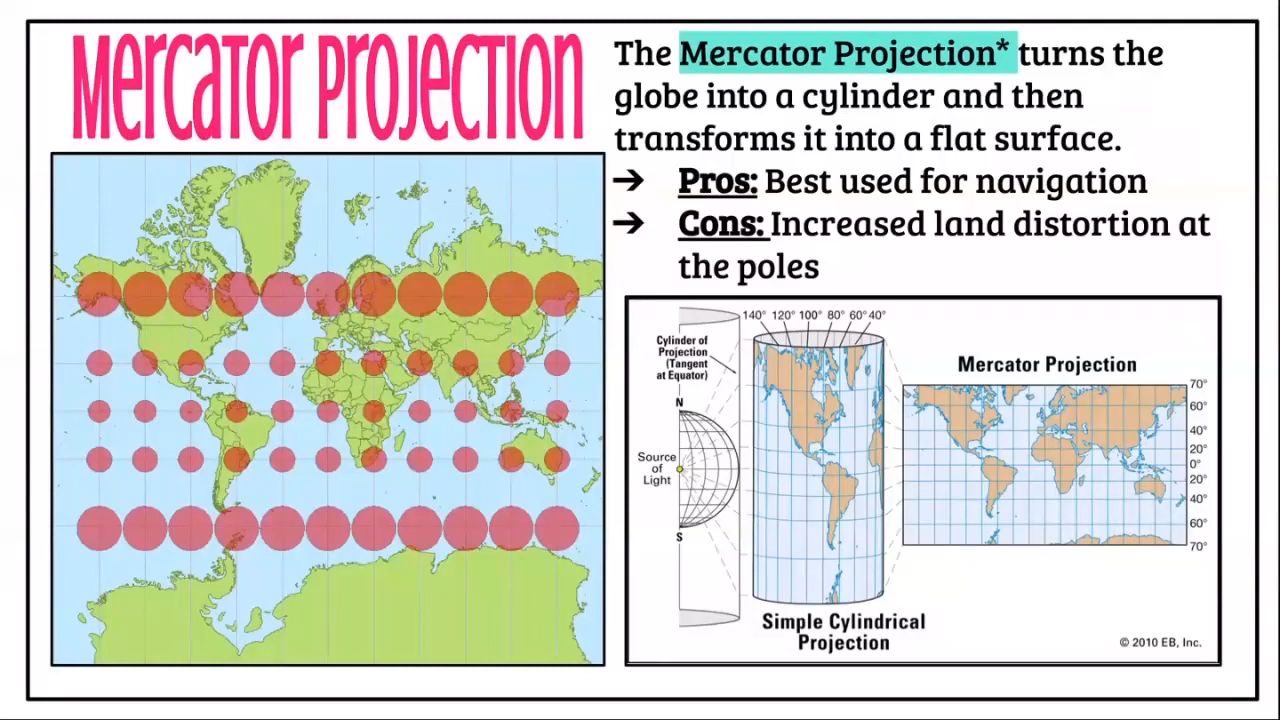 Mercator Projection
The Mercator Projection* turns the
globe into a cylinder and then
transforms it into a flat surface.
➔ Pros: Best used for navigation
➔ Cons: Increased land distortion at
the poles
140° 120° 100° 80° 60° 40°
Cylinder of
Projection
(Tangent
at Equator)
N
Source
of
Light
S
Simple Cylindrical
Projection
Mercator Projection
70°
60°
40°
20°
0°
20°
40°
60°
70°
© 2010 EB, Inc.